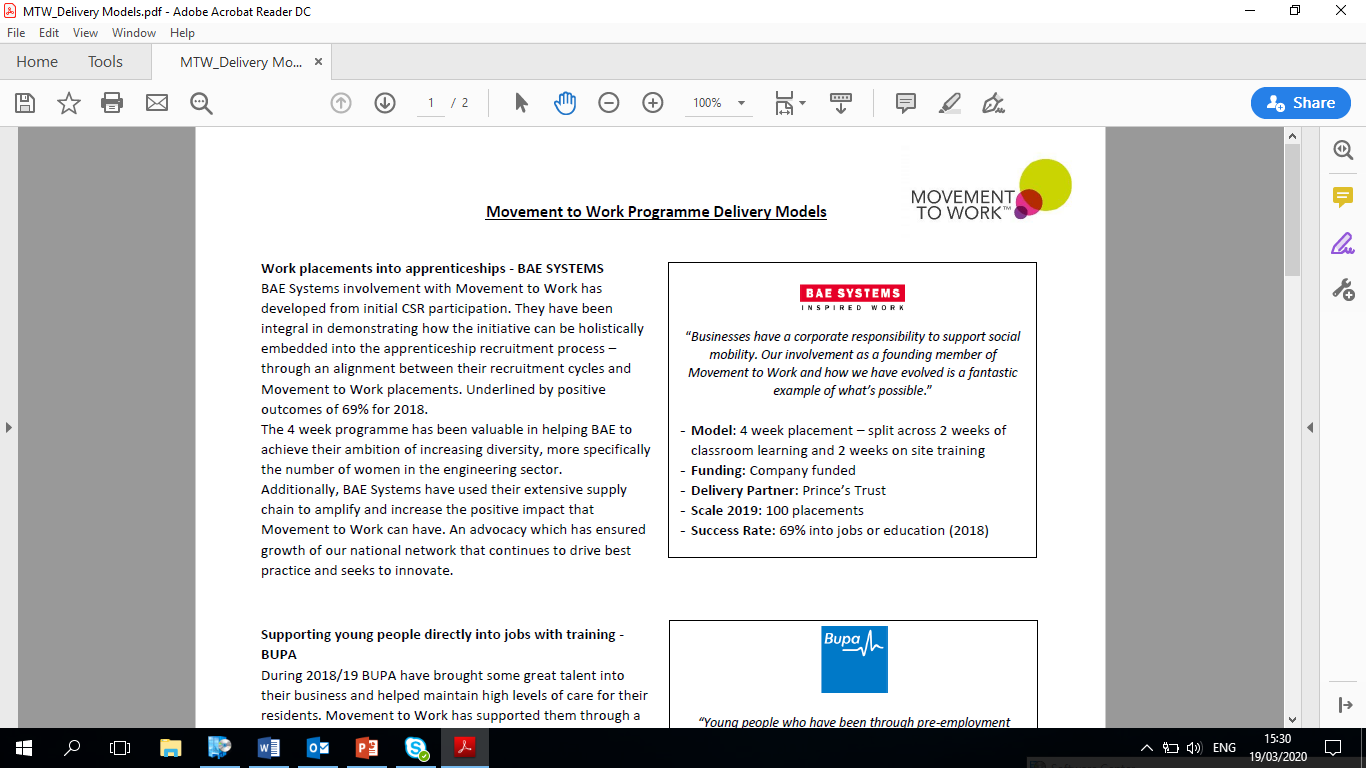 MTW_Delivery Models.pdf - Adobe Acrobat Reader DC
File Edit View Window Help
Home Tools MTW_Delivery Mo... ×
1 / 2 100% Share
MOVEMENT
TO WORK™
Movement to Work Programme Delivery Models
Work placements into apprenticeships - BAE SYSTEMS
BAE Systems involvement with Movement to Work has
developed from initial CSR participation. They have been
integral in demonstrating how the initiative can be holistically
embedded into the apprenticeship recruitment process –
through an alignment between their recruitment cycles and
Movement to Work placements. Underlined by positive
outcomes of 69% for 2018.
The 4 week programme has been valuable in helping BAE to
achieve their ambition of increasing diversity, more specifically
the number of women in the engineering sector.
Additionally, BAE Systems have used their extensive supply
chain to amplify and increase the positive impact that
Movement to Work can have. An advocacy which has ensured
growth of our national network that continues to drive best
practice and seeks to innovate.
BAE SYSTEMS
INSPIRED WORK
“Businesses have a corporate responsibility to support social
mobility. Our involvement as a founding member of
Movement to Work and how we have evolved is a fantastic
example of what’s possible.”
- Model: 4 week placement – split across 2 weeks of
classroom learning and 2 weeks on site training
- Funding: Company funded
- Delivery Partner: Prince’s Trust
- Scale 2019: 100 placements
- Success Rate: 69% into jobs or education (2018)
Supporting young people directly into jobs with training -
BUPA
During 2018/19 BUPA have brought some great talent into
their business and helped maintain high levels of care for their
residents. Movement to Work has supported them through a
Bupa
“Young people who have been through pre-employment
ENG
15:30
19/03/2020